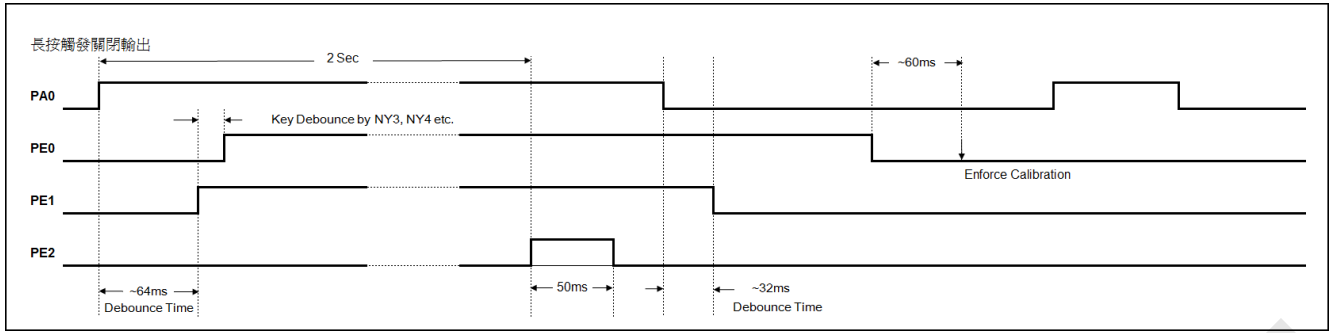 長按觸發關閉輸出
2 Sec
~60ms
PA0
Key Debounce by NY3, NY4 etc.
PE0
Enforce Calibration
PE1
PE2
~64ms
Debounce Time
50ms
~32ms
Debounce Time